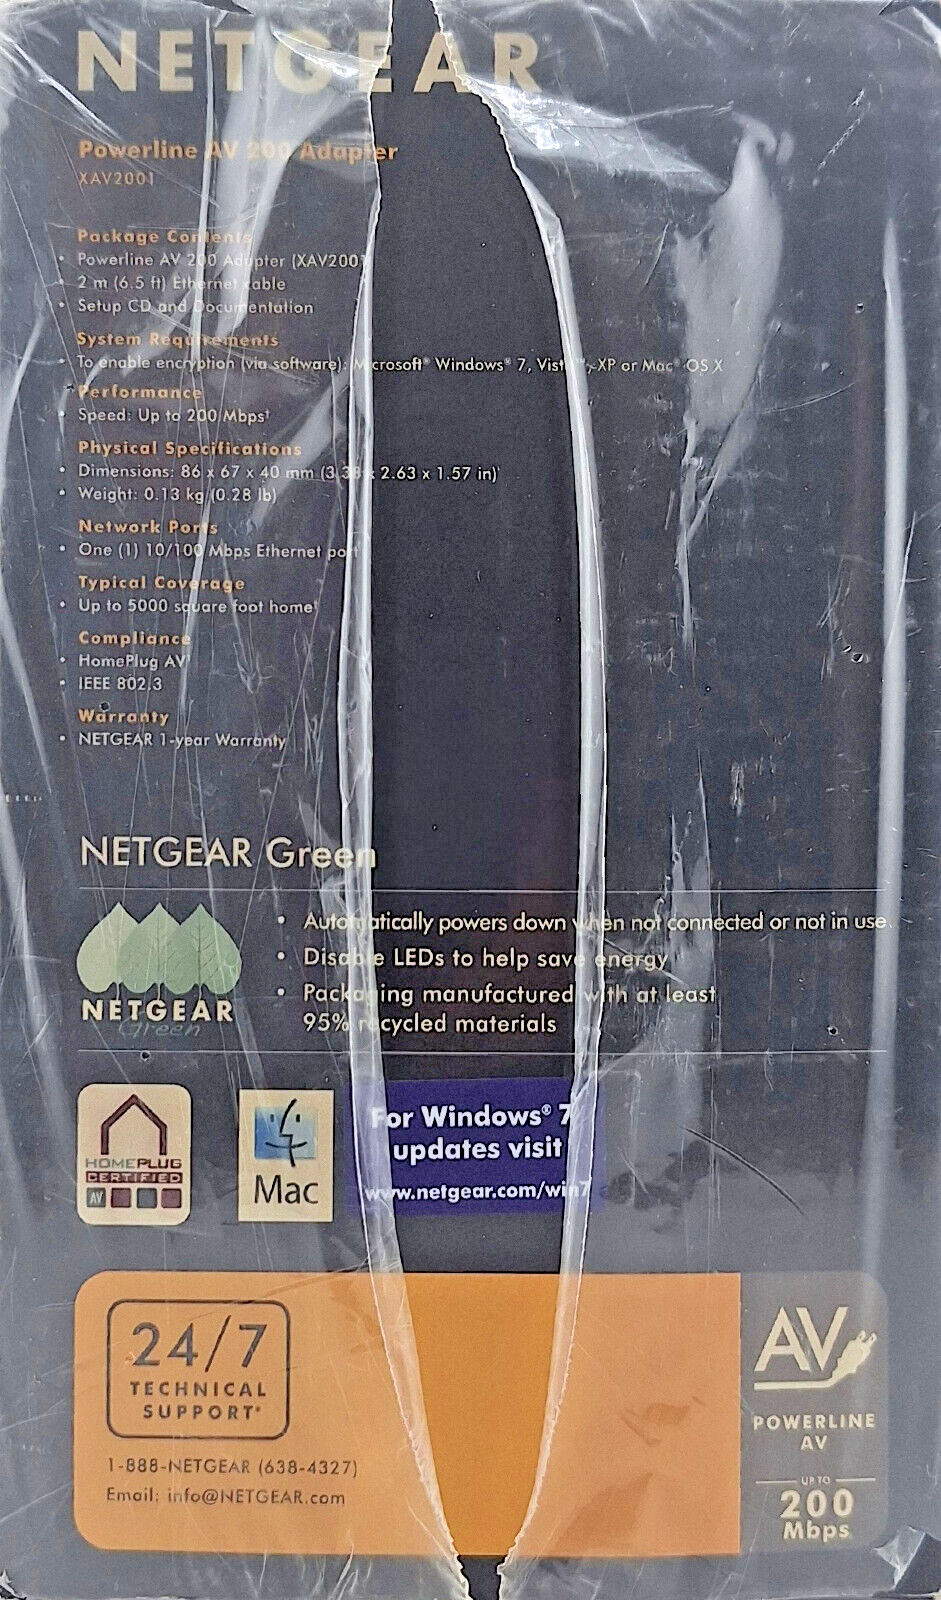 NETGEAR
Powerline AV 200 Adapter
XAV2001
Package Contents
• Powerline AV 200 Adapter (XAV2001
• 2 m (6.5 ft) Ethernet cable
• Setup CD and Documentation
System Requirements
• To enable encryption (via software): Microsoft® Windows® 7, Vista™, XP or Mac® OS X
Performance
• Speed: Up to 200 Mbps†
Physical Specifications
• Dimensions: 86 x 67 x 40 mm (3.38 x 2.63 x 1.57 in)
• Weight: 0.13 kg (0.28 lb)
Network Ports
• One (1) 10/100 Mbps Ethernet port
Typical Coverage
• Up to 5000 square foot home†
Compliance
• HomePlug AV
• IEEE 802.3
Warranty
• NETGEAR 1-year Warranty
NETGEAR Green
• Automatically powers down when not connected or not in use
• Disable LEDs to help save energy
• Packaging manufactured with at least
95% recycled materials
NETGEAR
Green
HOMEPLUG
CERTIFIED
AV
Mac
For Windows® 7
updates visit
www.netgear.com/win7
24/7
TECHNICAL
SUPPORT*
1-888-NETGEAR (638-4327)
Email: info@NETGEAR.com
AV
POWERLINE
AV
UP TO
200
Mbps